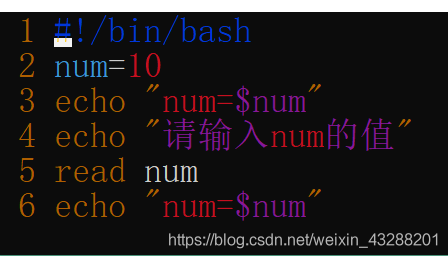 1 #!/bin/bash
2 num=10
3 echo "num=$num"
4 echo "请输入num的值"
5 read num
6 echo "num=$num"
https://blog.csdn.net/weixin_43288201